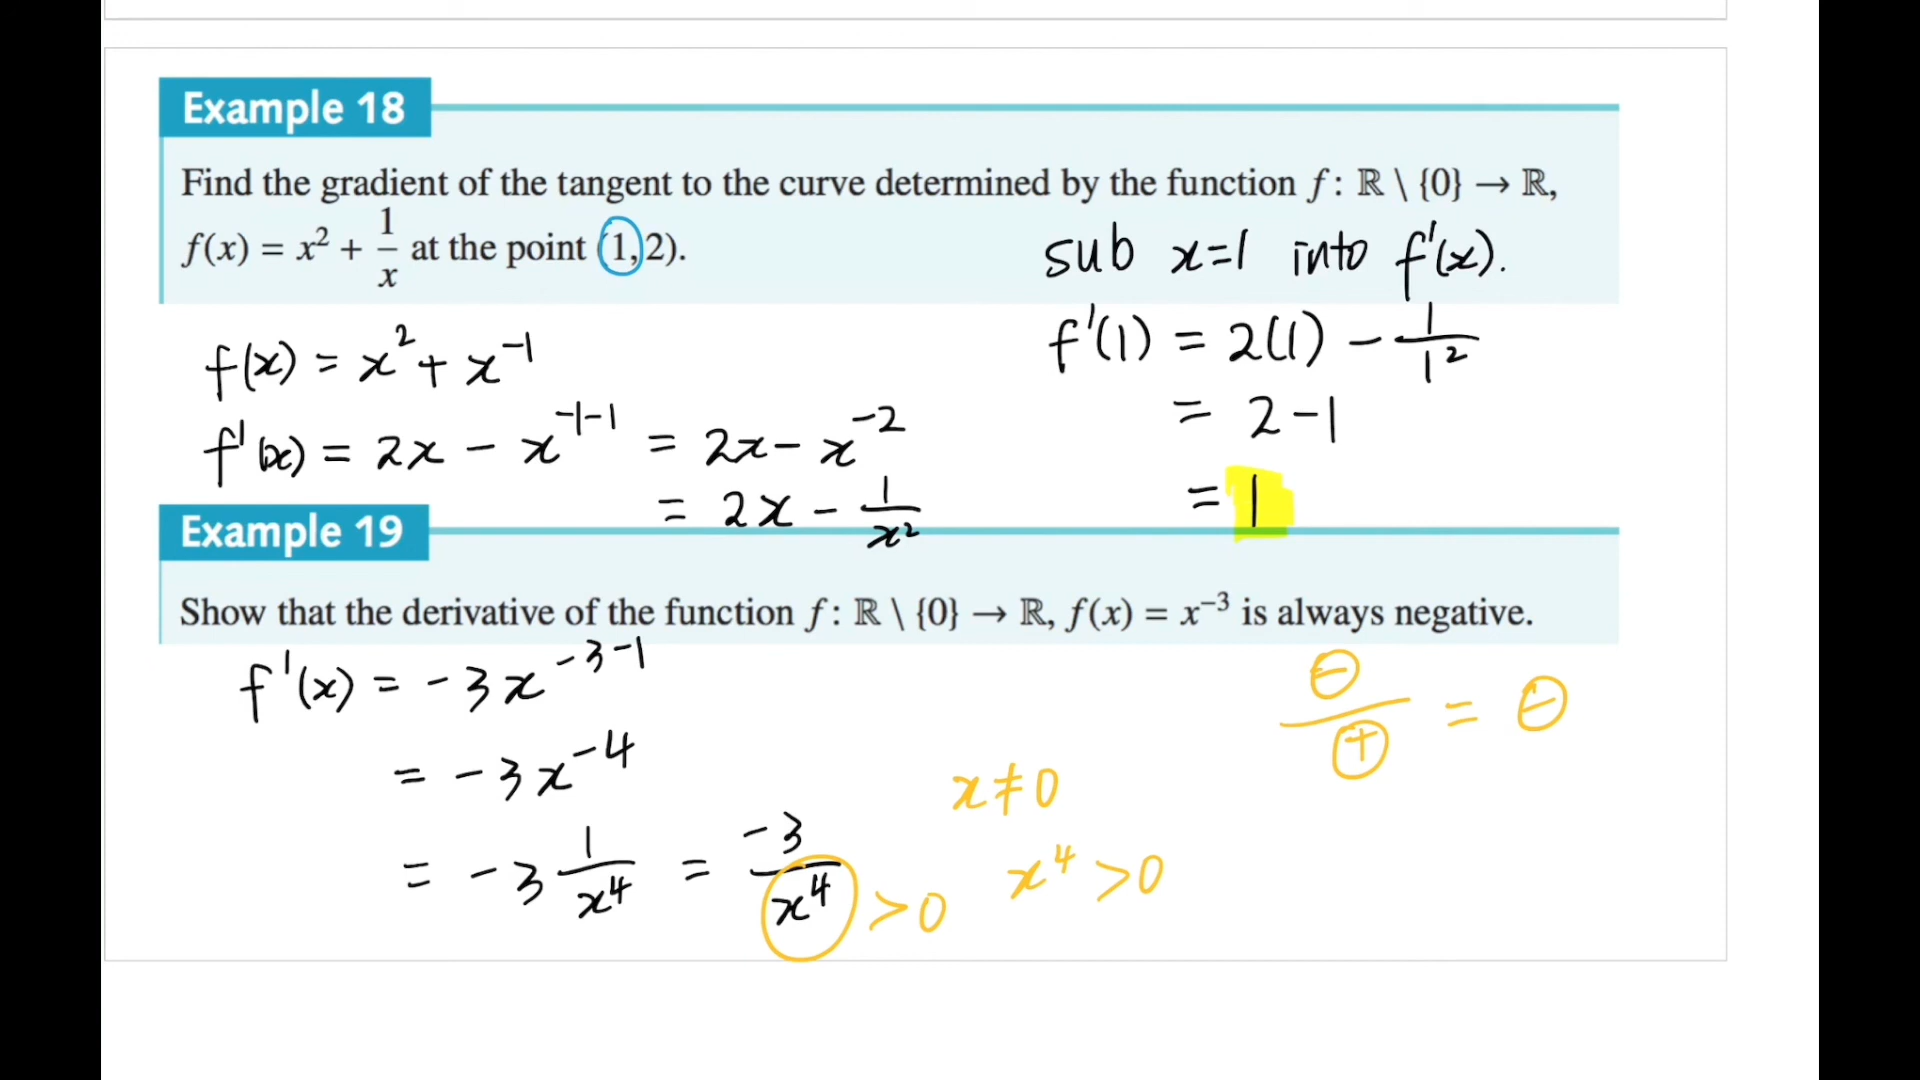 Example 18
Find the gradient of the tangent to the curve determined by the function f: ℝ \ {0} → ℝ,
f(x) = x² + 1/x at the point (1, 2).
sub x=1 into f'(x).
f(x) = x² + x⁻¹
f'(x) = 2x − x⁻¹⁻¹ = 2x − x⁻²
= 2x − 1/x²
f'(1) = 2(1) − 1/1²
= 2−1
= 1
Example 19
Show that the derivative of the function f: ℝ \ {0} → ℝ, f(x) = x⁻³ is always negative.
f'(x) = −3x⁻³⁻¹
= −3x⁻⁴
= −3 1/x⁴ = −3/x⁴ >0
x≠0
x⁴ >0
⊖/⊕ = ⊖